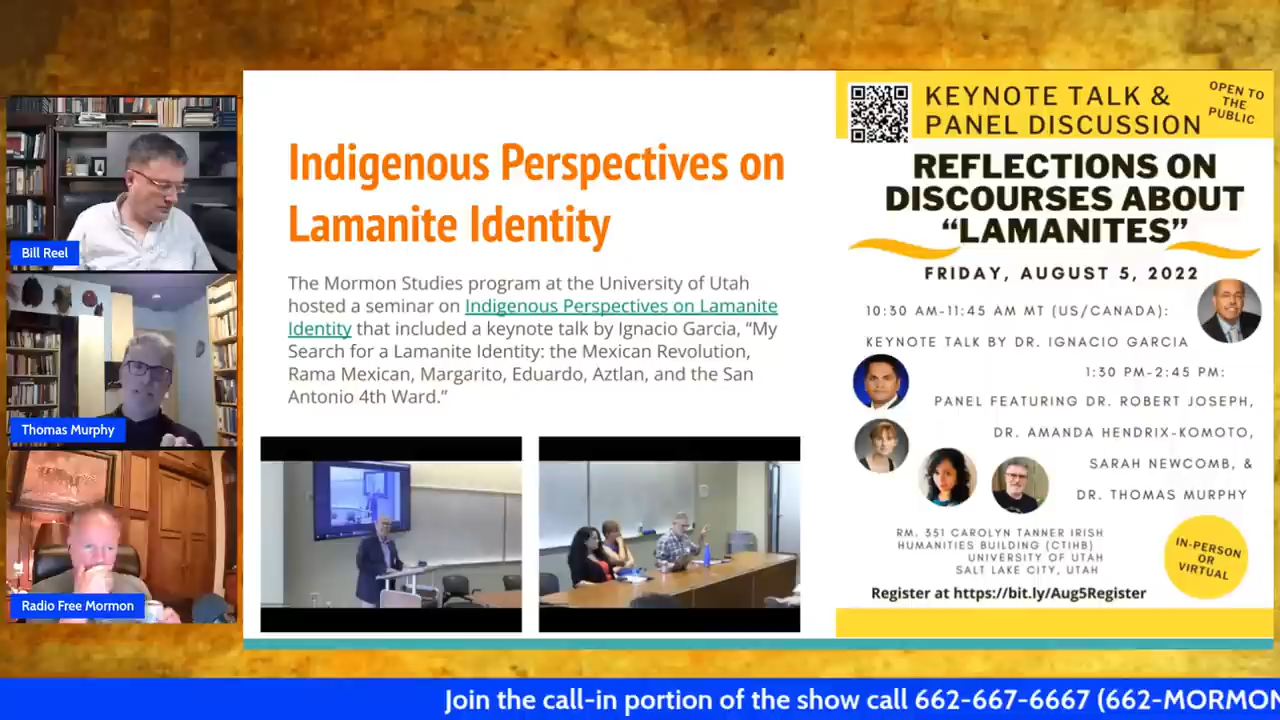 Bill Reel
Thomas Murphy
Radio Free Mormon
Indigenous Perspectives on
Lamanite Identity
The Mormon Studies program at the University of Utah
hosted a seminar on Indigenous Perspectives on Lamanite
Identity that included a keynote talk by Ignacio Garcia, “My
Search for a Lamanite Identity: the Mexican Revolution,
Rama Mexican, Margarito, Eduardo, Aztlan, and the San
Antonio 4th Ward.”
KEYNOTE TALK &
PANEL DISCUSSION
OPEN TO
THE
PUBLIC
REFLECTIONS ON
DISCOURSES ABOUT
“LAMANITES”
FRIDAY, AUGUST 5, 2022
10:30 AM-11:45 AM MT (US/CANADA):
KEYNOTE TALK BY DR. IGNACIO GARCIA
1:30 PM-2:45 PM:
PANEL FEATURING DR. ROBERT JOSEPH,
DR. AMANDA HENDRIX-KOMOTO,
SARAH NEWCOMB, &
DR. THOMAS MURPHY
RM. 351 CAROLYN TANNER IRISH
HUMANITIES BUILDING (CTIHB)
UNIVERSITY OF UTAH
SALT LAKE CITY, UTAH
IN-PERSON
OR
VIRTUAL
Register at https://bit.ly/Aug5Register
Join the call-in portion of the show call 662-667-6667 (662-MORMON